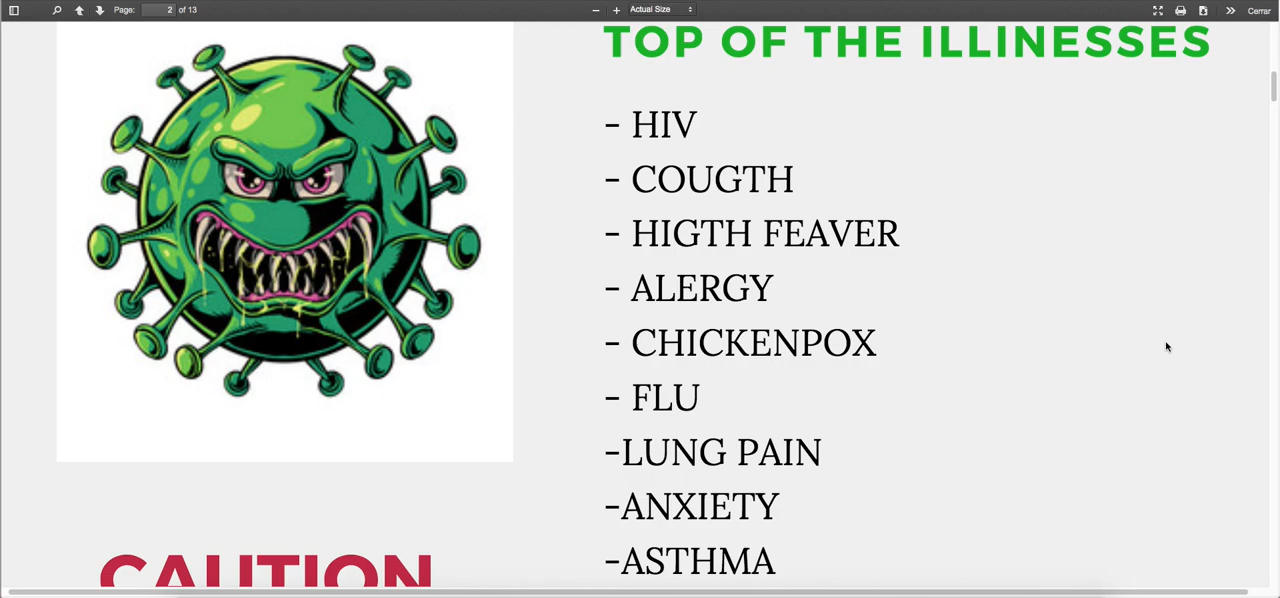 Page: 2 of 13
Actual Size
Cerrar
TOP OF THE ILLINESSES
- HIV
- COUGTH
- HIGTH FEAVER
- ALERGY
- CHICKENPOX
- FLU
-LUNG PAIN
-ANXIETY
-ASTHMA
CAUTION